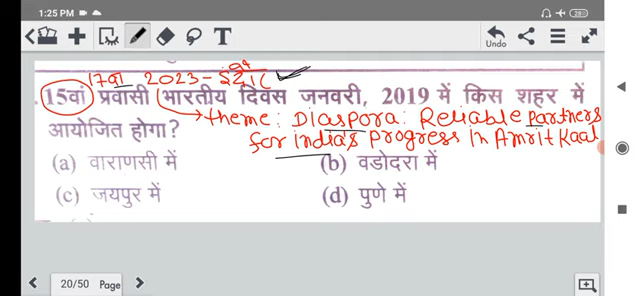 1:25 PM
28
Undo
17वां 2023 - इंदौर
15वां प्रवासी भारतीय दिवस जनवरी, 2019 में किस शहर में
आयोजित होगा?
theme: Diaspora: Reliable Partners
for india's Progress in Amrit Kaal
(a) वाराणसी में (b) वडोदरा में
(c) जयपुर में (d) पुणे में
20/50 Page